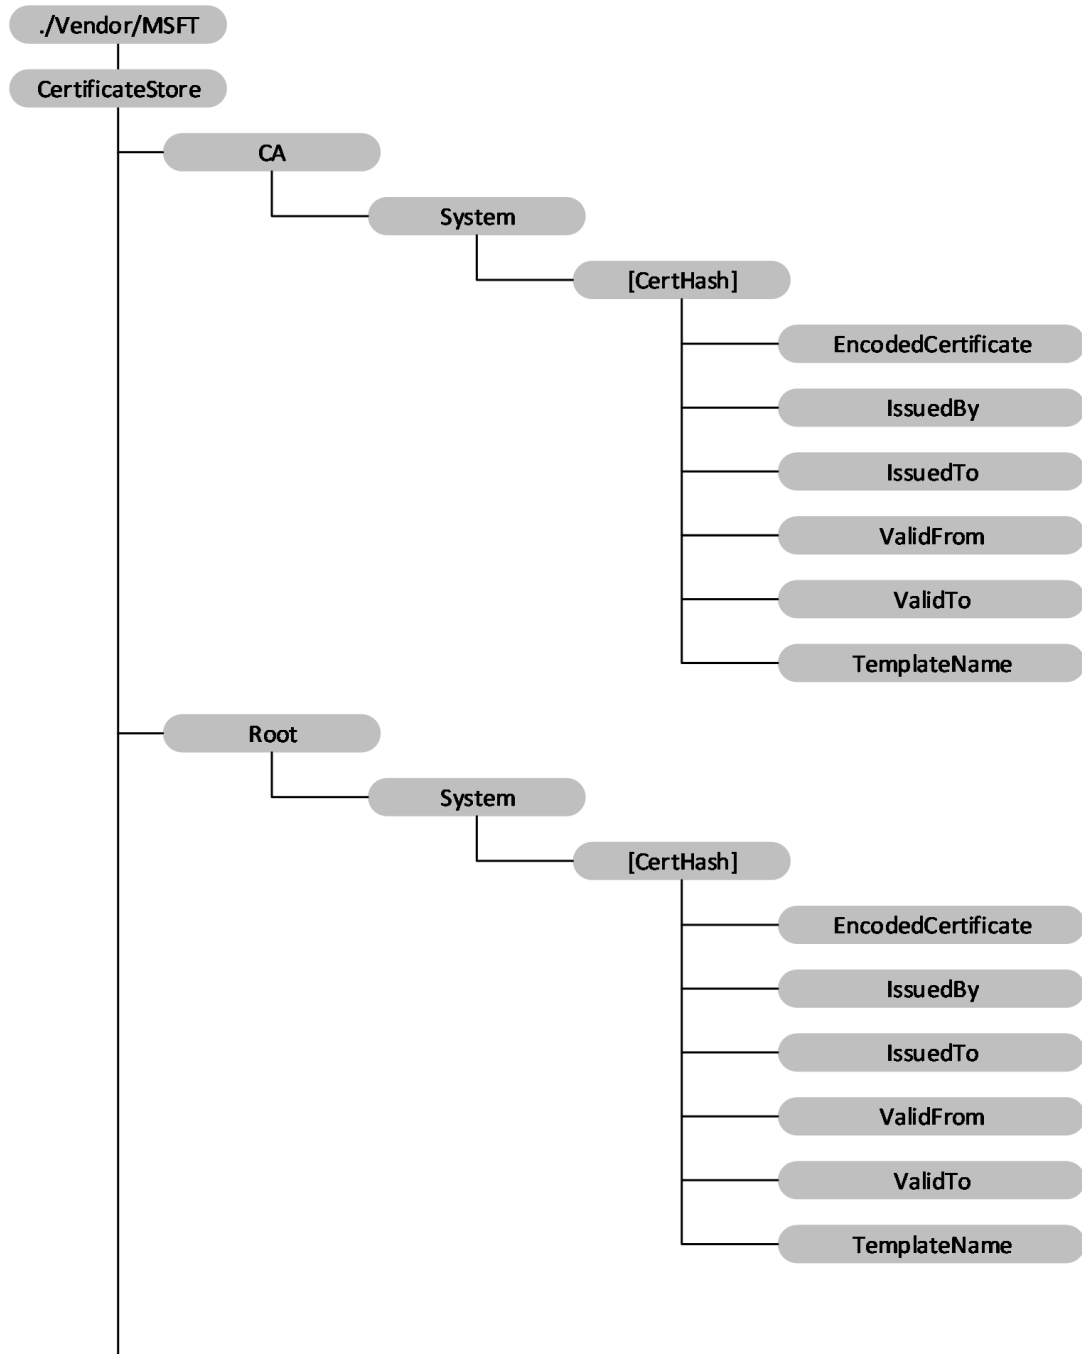 ./Vendor/MSFT
CertificateStore
CA
System
[CertHash]
EncodedCertificate
IssuedBy
IssuedTo
ValidFrom
ValidTo
TemplateName
Root
System
[CertHash]
EncodedCertificate
IssuedBy
IssuedTo
ValidFrom
ValidTo
TemplateName